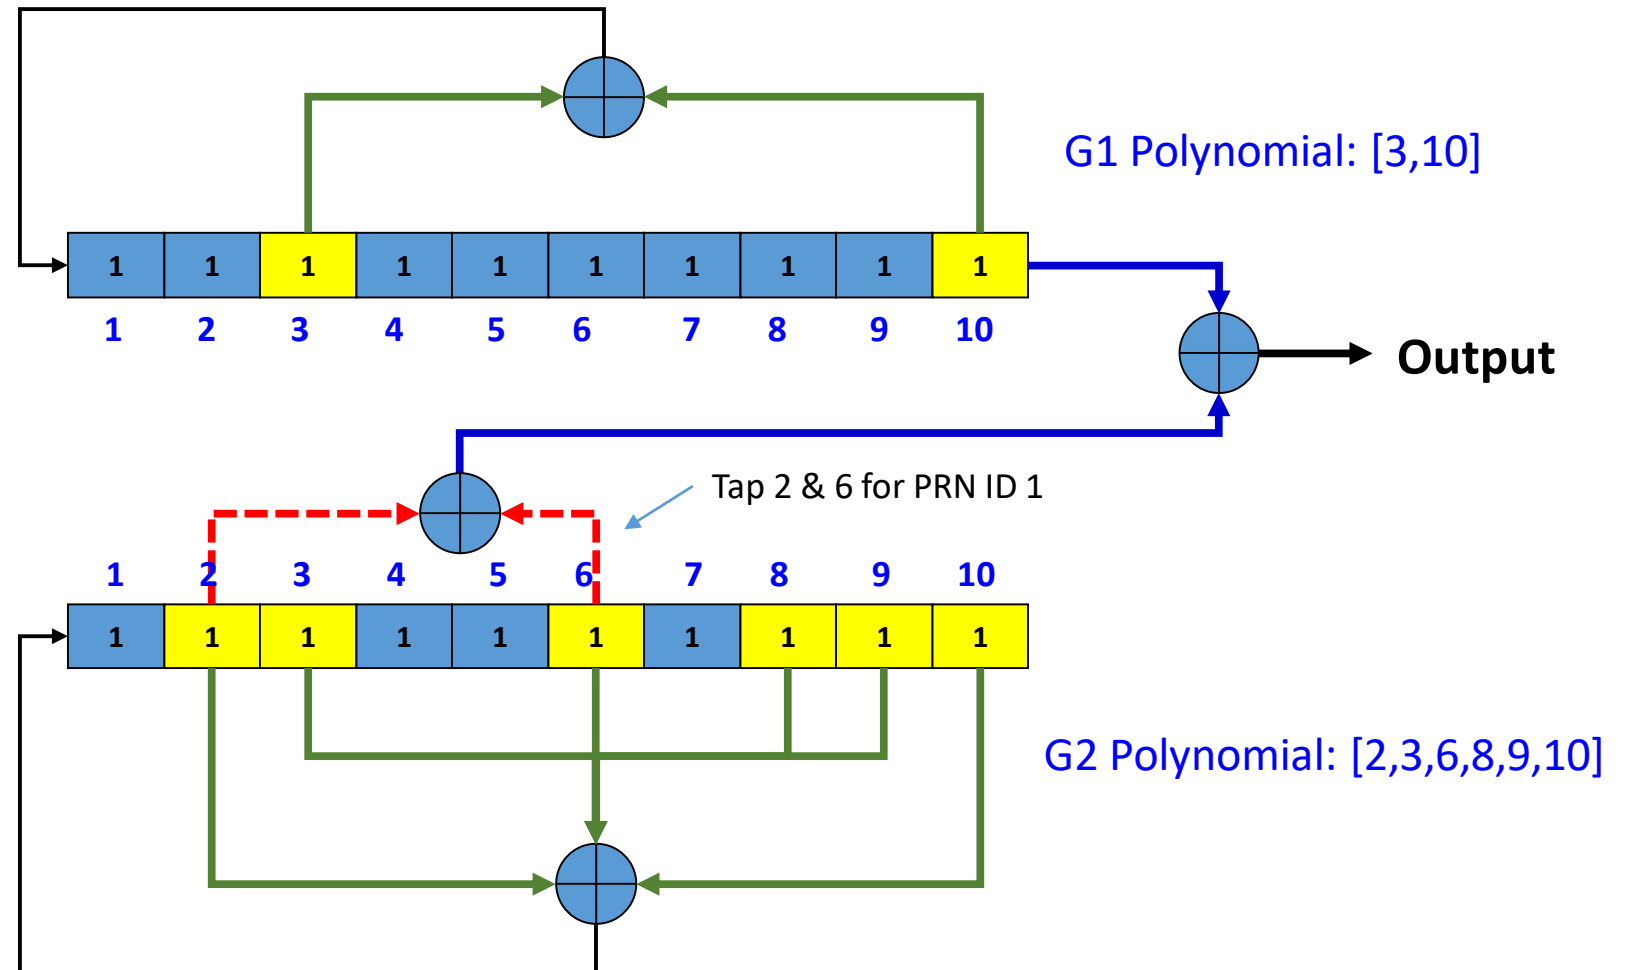 G1 Polynomial: [3,10]
1 1 1 1 1 1 1 1 1 1
1 2 3 4 5 6 7 8 9 10
Output
Tap 2 & 6 for PRN ID 1
1 2 3 4 5 6 7 8 9 10
1 1 1 1 1 1 1 1 1 1
G2 Polynomial: [2,3,6,8,9,10]